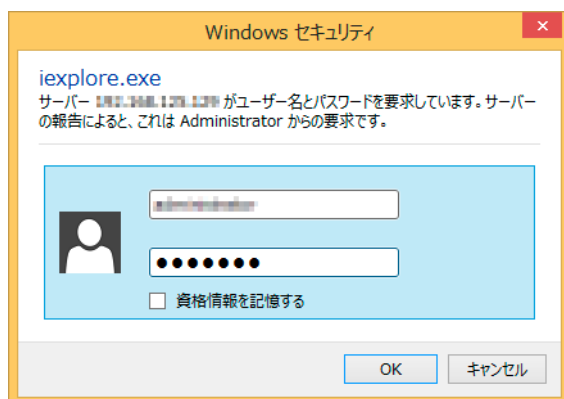 Windows セキュリティ
iexplore.exe
サーバー がユーザー名とパスワードを要求しています。サーバー
の報告によると、これは Administrator からの要求です。
●●●●●●●
資格情報を記憶する
OK
キャンセル